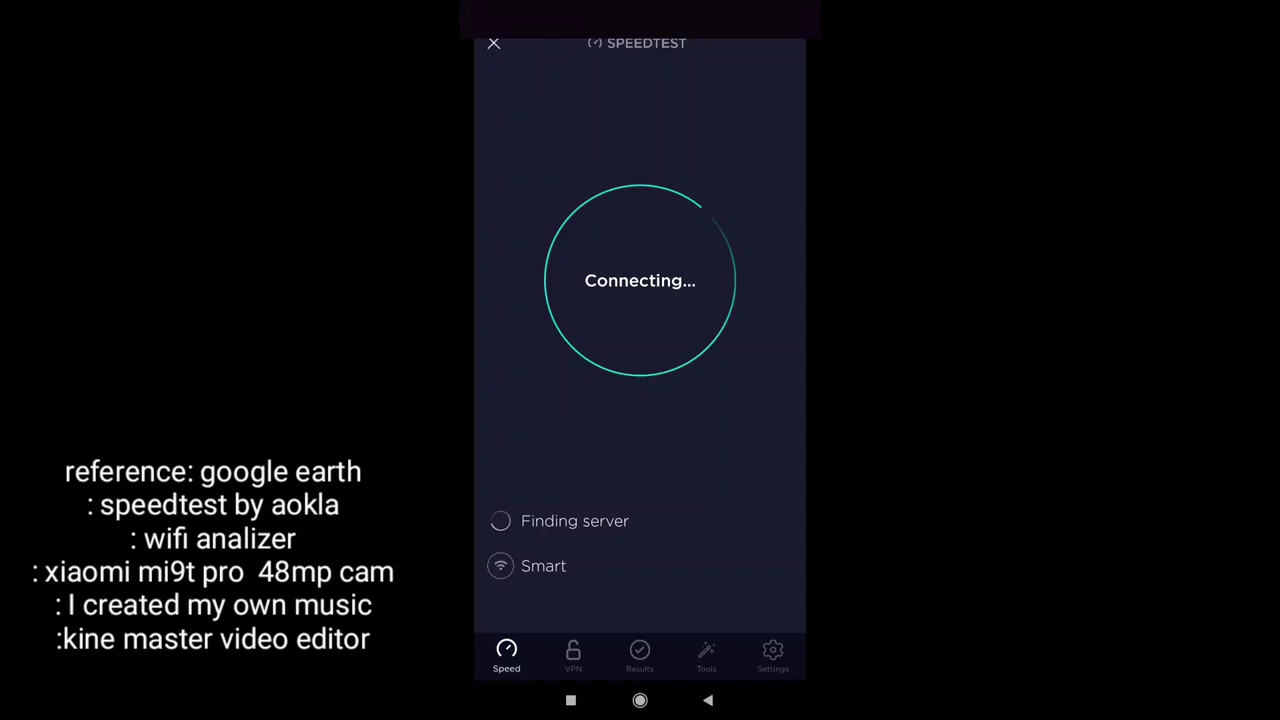 SPEEDTEST
Connecting...
Finding server
Smart
Speed
VPN
Results
Tools
Settings
reference: google earth
: speedtest by aokla
: wifi analizer
: xiaomi mi9t pro 48mp cam
: I created my own music
:kine master video editor